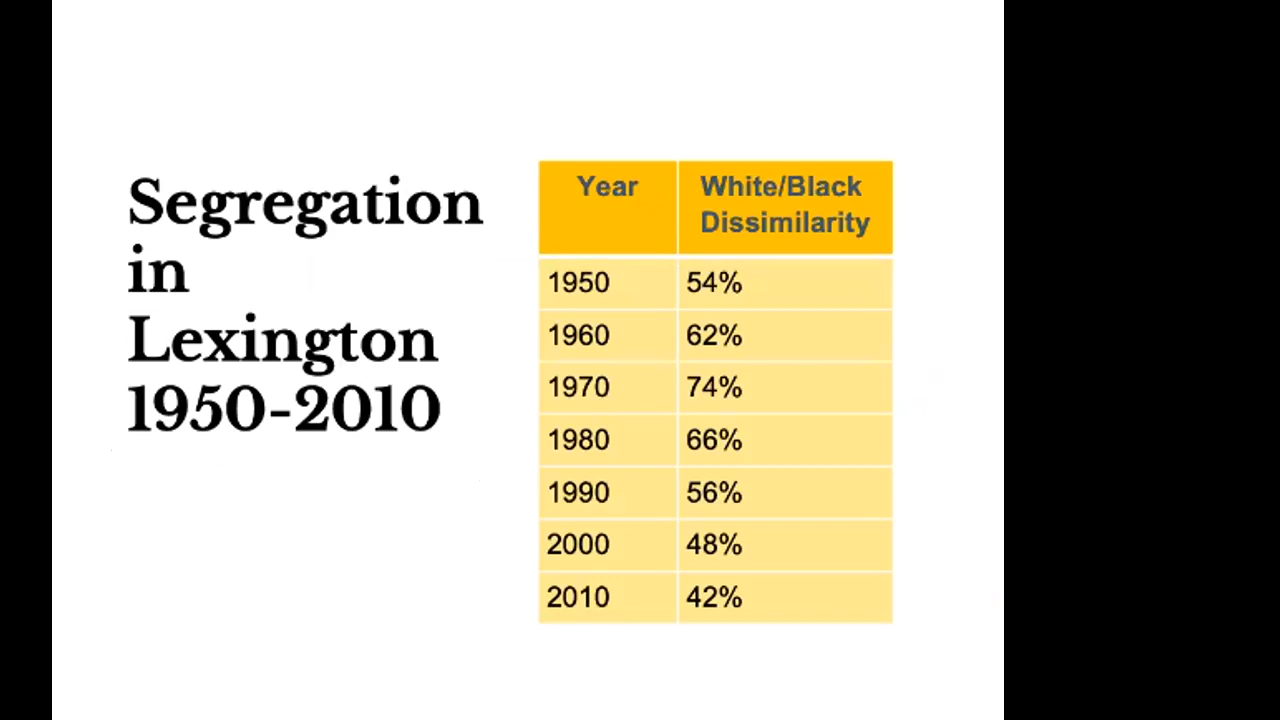 Segregation
in
Lexington
1950-2010
Year White/Black
Dissimilarity
1950 54%
1960 62%
1970 74%
1980 66%
1990 56%
2000 48%
2010 42%